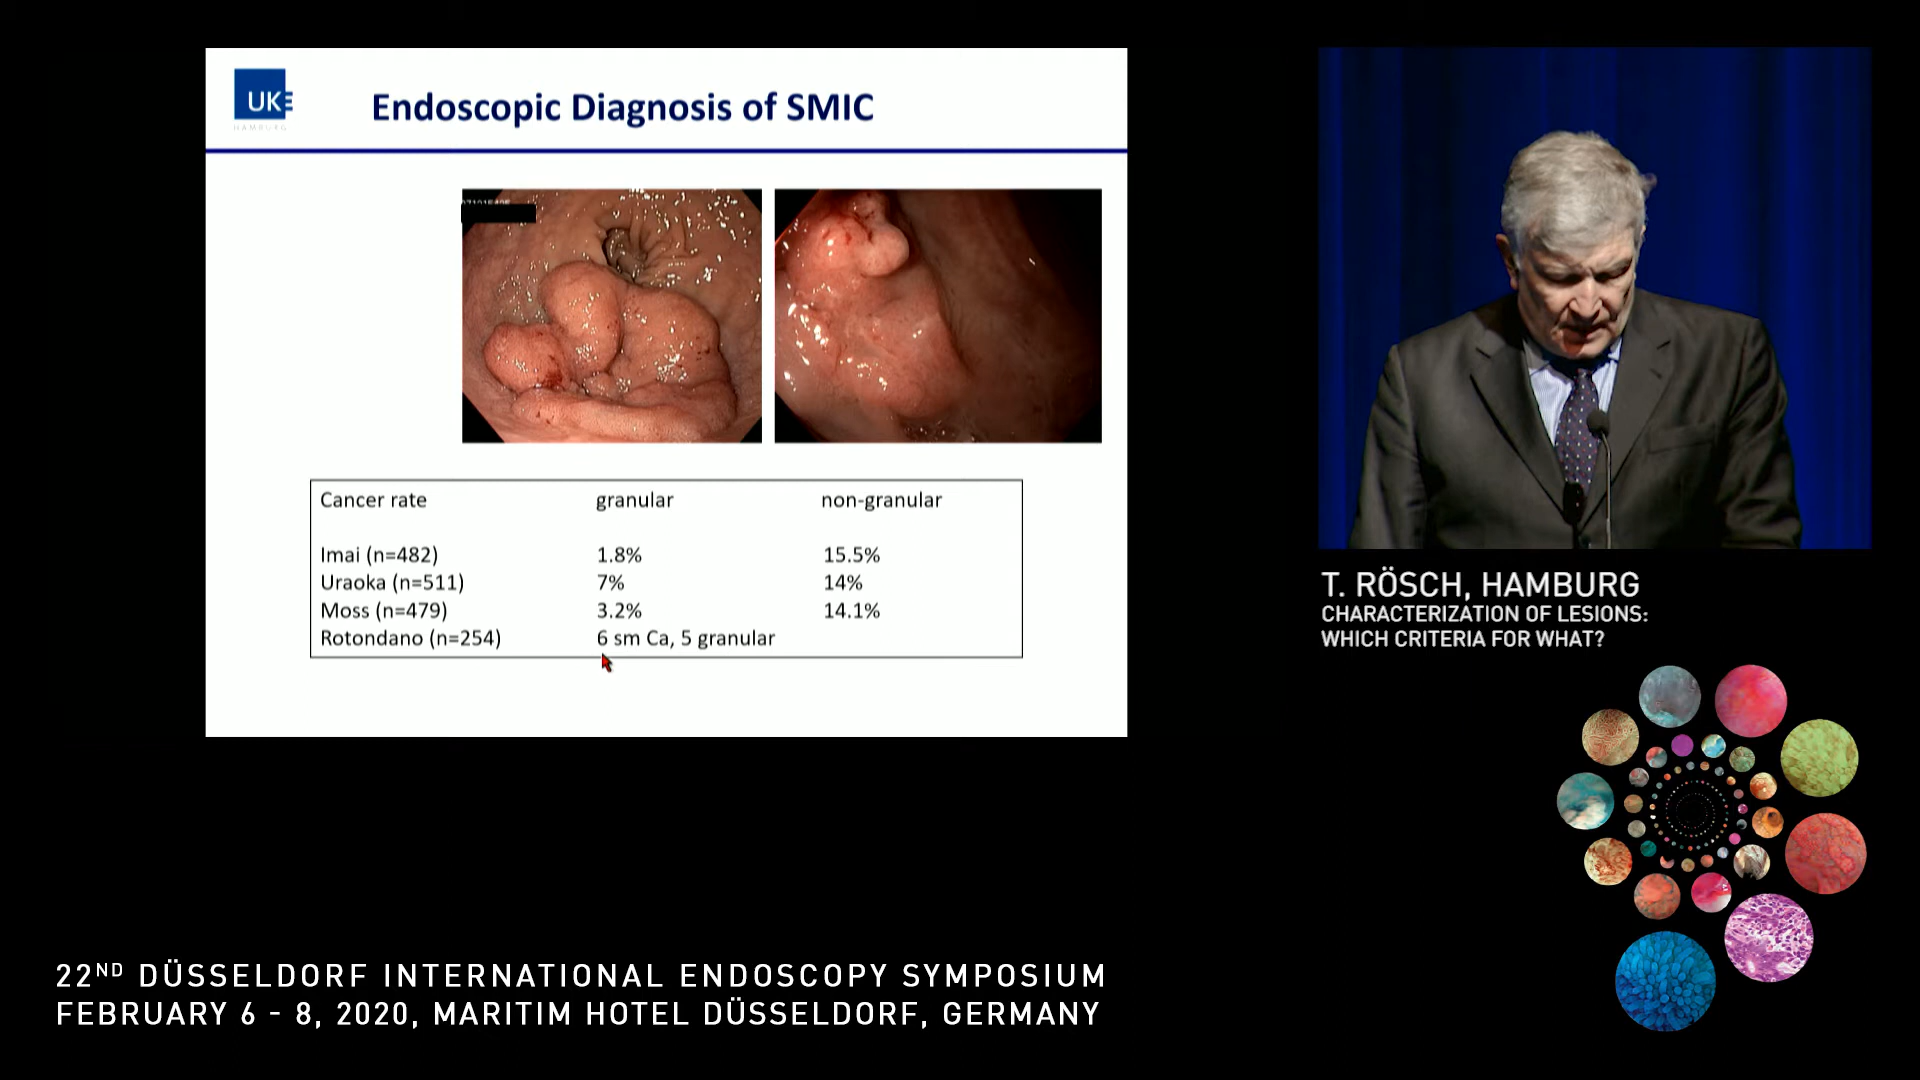 UKE
HAMBURG
Endoscopic Diagnosis of SMIC
Cancer rate granular non-granular
Imai (n=482) 1.8% 15.5%
Uraoka (n=511) 7% 14%
Moss (n=479) 3.2% 14.1%
Rotondano (n=254) 6 sm Ca, 5 granular
T. RÖSCH, HAMBURG
CHARACTERIZATION OF LESIONS:
WHICH CRITERIA FOR WHAT?
22ND DÜSSELDORF INTERNATIONAL ENDOSCOPY SYMPOSIUM
FEBRUARY 6 - 8, 2020, MARITIM HOTEL DÜSSELDORF, GERMANY